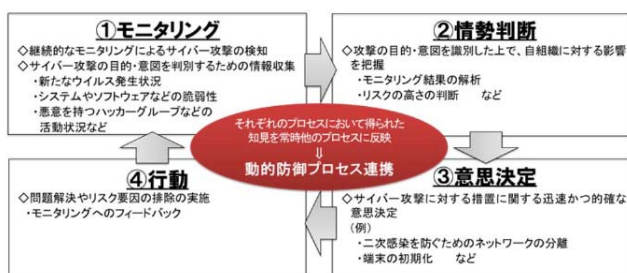 ①モニタリング
◇継続的なモニタリングによるサイバー攻撃の検知
◇サイバー攻撃の目的・意図を判別するための情報収集
・新たなウイルス発生状況
・システムやソフトウェアなどの脆弱性
・悪意を持つハッカーグループなどの
活動状況など
②情勢判断
◇攻撃の目的・意図を識別した上で、自組織に対する影響
を把握
・モニタリング結果の解析
・リスクの高さの判断 など
それぞれのプロセスにおいて得られた
知見を常時他のプロセスに反映
⇓
動的防御プロセス連携
③意思決定
◇サイバー攻撃に対する措置に関する迅速かつ的確な
意思決定
(例)
・二次感染を防ぐためのネットワークの分離
・端末の初期化 など
④行動
◇問題解決やリスク要因の排除の実施
・モニタリングへのフィードバック